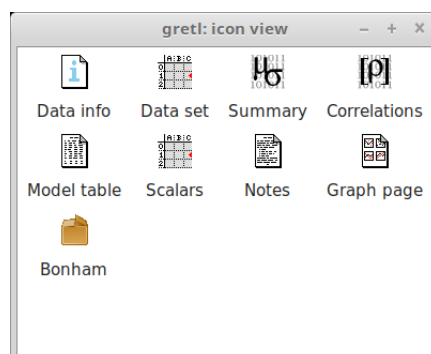 gretl: icon view
Data info Data set Summary Correlations
Model table Scalars Notes Graph page
Bonham